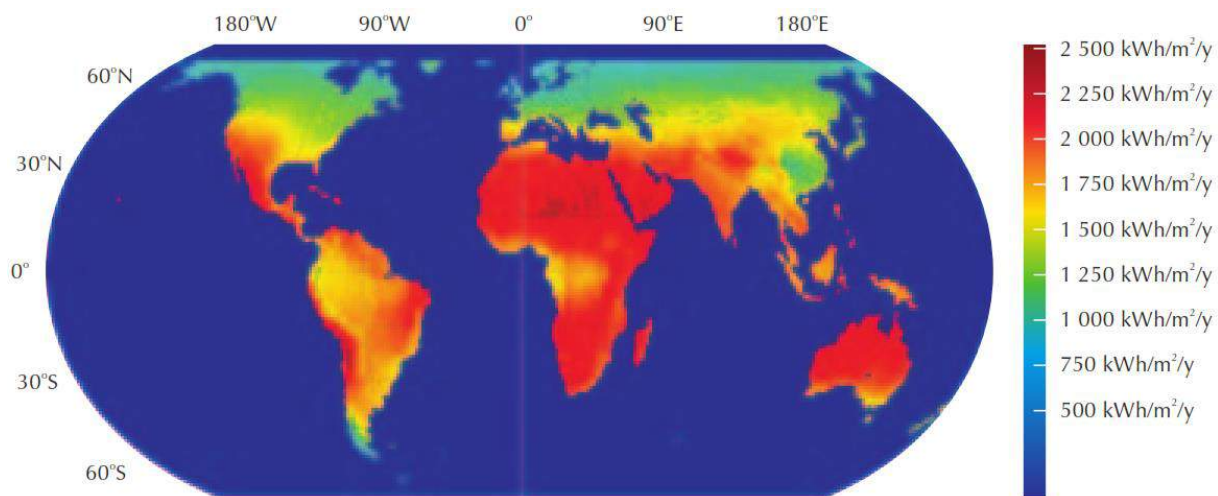 180°W 90°W 0° 90°E 180°E
60°N
30°N
0°
30°S
60°S
2 500 kWh/m²/y
2 250 kWh/m²/y
2 000 kWh/m²/y
1 750 kWh/m²/y
1 500 kWh/m²/y
1 250 kWh/m²/y
1 000 kWh/m²/y
750 kWh/m²/y
500 kWh/m²/y